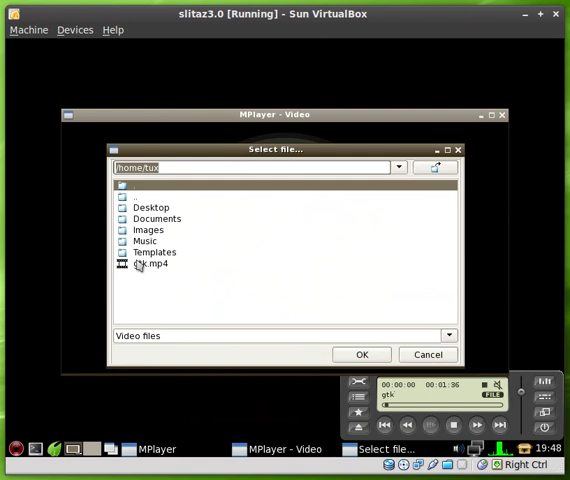 slitaz3.0 [Running] - Sun VirtualBox
Machine Devices Help
MPlayer - Video
Select file...
/home/tux
.
..
Desktop
Documents
Images
Music
Templates
gtk.mp4
Video files
OK Cancel
00:00:00 00:01:36
gtk FILE
MPlayer MPlayer - Video Select file... 19:48
Right Ctrl